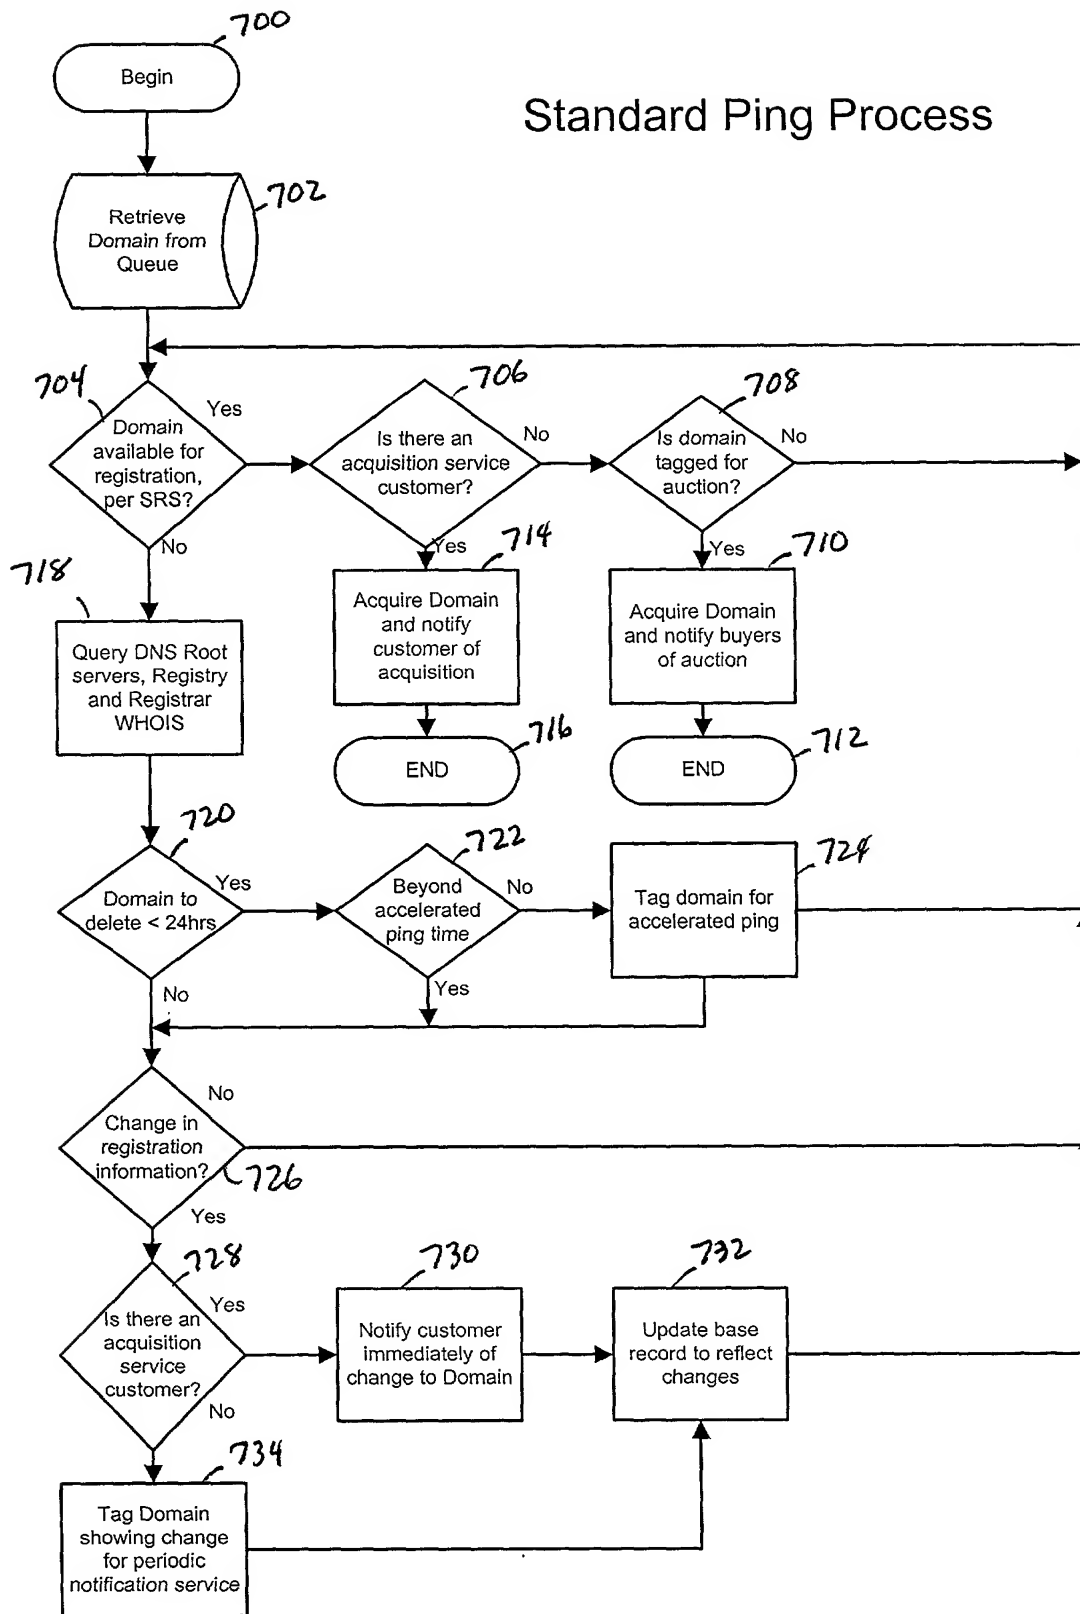 700
Begin
Standard Ping Process
702
Retrieve
Domain from
Queue
704
Yes
Domain
available for
registration,
per SRS?
No
706
Is there an
acquisition service
customer?
No
Yes
708
Is domain
tagged for
auction?
No
Yes
718
Query DNS Root
servers, Registry
and Registrar
WHOIS
714
Acquire Domain
and notify
customer of
acquisition
710
Acquire Domain
and notify buyers
of auction
716
END
712
END
720
Domain to
delete < 24hrs
Yes
No
722
Beyond
accelerated
ping time
No
Yes
724
Tag domain for
accelerated ping
No
Change in
registration
information?
726
Yes
728
Yes
Is there an
acquisition
service
customer?
No
730
Notify customer
immediately of
change to Domain
732
Update base
record to reflect
changes
734
Tag Domain
showing change
for periodic
notification service